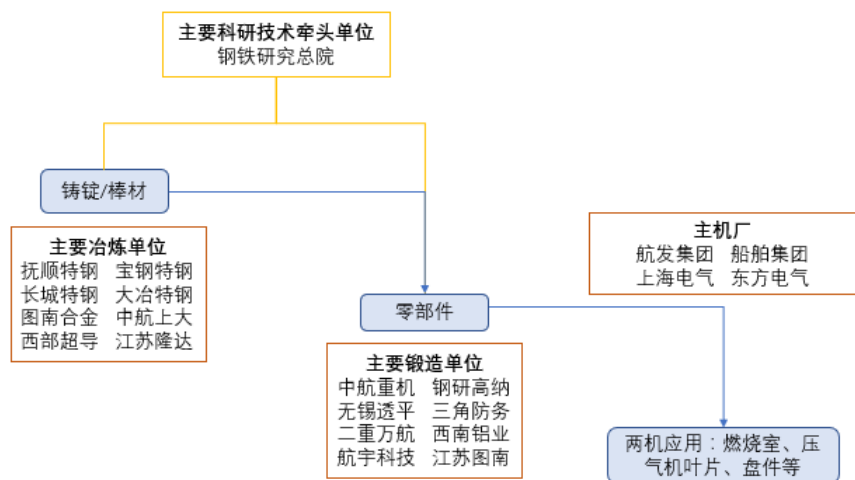 主要科研技术牵头单位
钢铁研究总院
铸锭/棒材
主要冶炼单位
抚顺特钢 宝钢特钢
长城特钢 大冶特钢
图南合金 中航上大
西部超导 江苏隆达
零部件
主要锻造单位
中航重机 钢研高纳
无锡透平 三角防务
二重万航 西南铝业
航宇科技 江苏图南
主机厂
航发集团 船舶集团
上海电气 东方电气
两机应用：燃烧室、压
气机叶片、盘件等